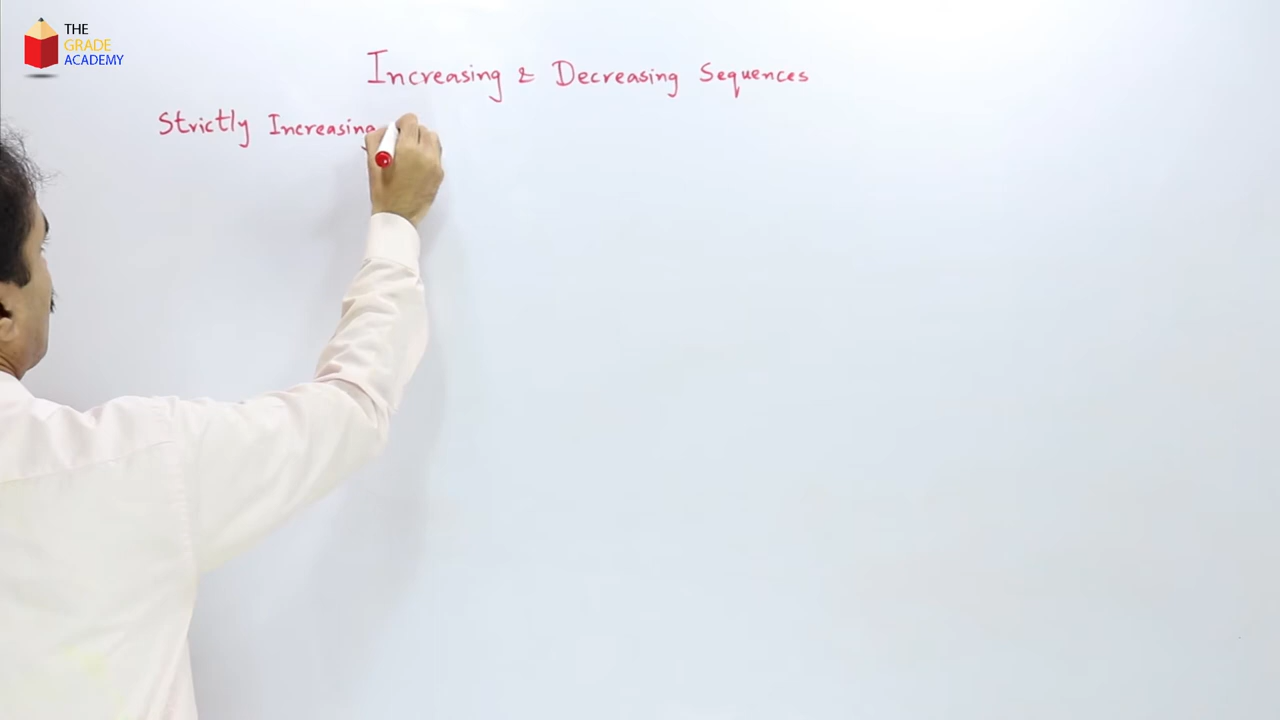 THE
GRADE
ACADEMY
Increasing & Decreasing Sequences
Strictly Increasing